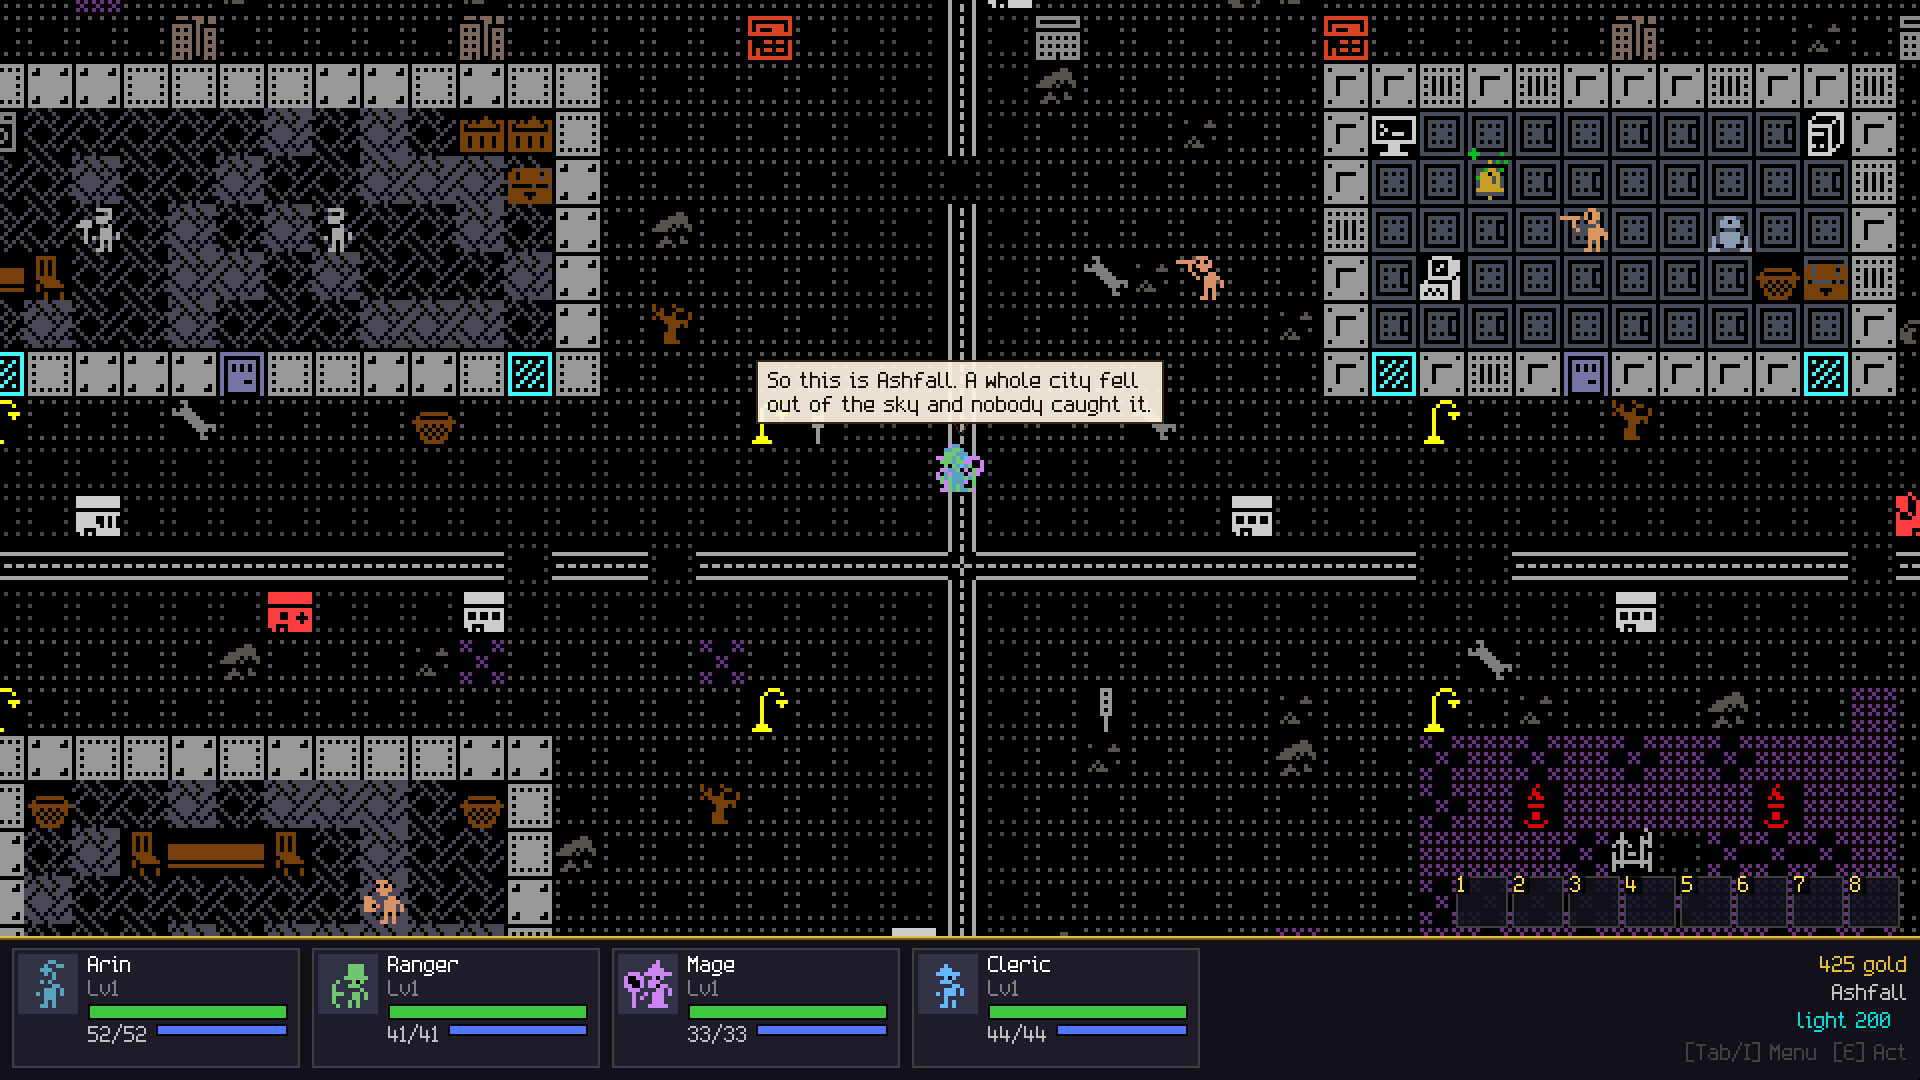 So this is Ashfall. A whole city fell
out of the sky and nobody caught it.
1 2 3 4 5 6 7 8
Arin
Lv1
52/52
Ranger
Lv1
41/41
Mage
Lv1
33/33
Cleric
Lv1
44/44
425 gold
Ashfall
light 200
[Tab/I] Menu [E] Act